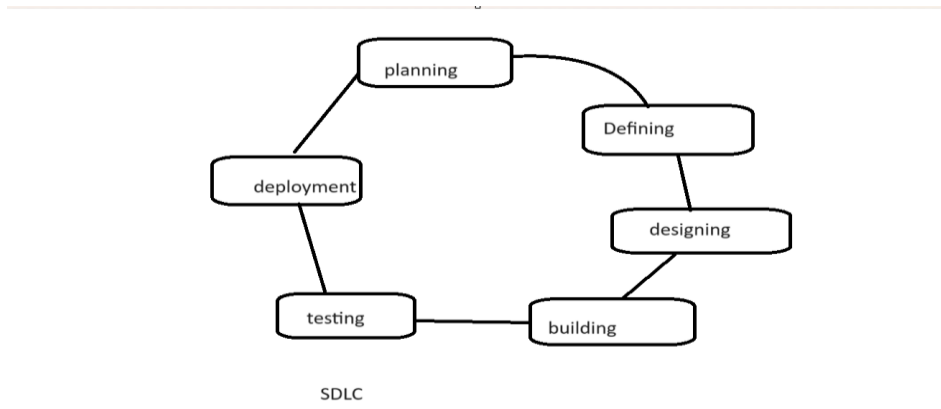 planning
Defining
designing
building
testing
deployment
SDLC